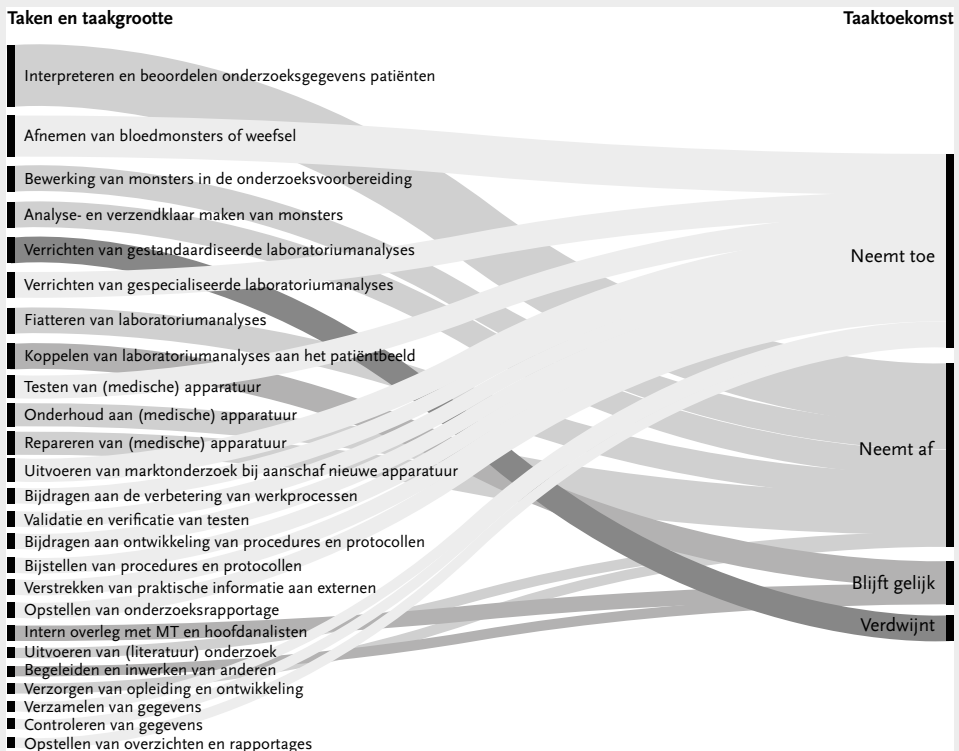 Taken en taakgrootte
Taaktoekomst
Interpreteren en beoordelen onderzoeksgegevens patiënten
Afnemen van bloedmonsters of weefsel
Bewerking van monsters in de onderzoeksvoorbereiding
Analyse- en verzendklaar maken van monsters
Verrichten van gestandaardiseerde laboratoriumanalyses
Verrichten van gespecialiseerde laboratoriumanalyses
Fiatteren van laboratoriumanalyses
Koppelen van laboratoriumanalyses aan het patiëntbeeld
Testen van (medische) apparatuur
Onderhoud aan (medische) apparatuur
Repareren van (medische) apparatuur
Uitvoeren van marktonderzoek bij aanschaf nieuwe apparatuur
Bijdragen aan de verbetering van werkprocessen
Validatie en verificatie van testen
Bijdragen aan ontwikkeling van procedures en protocollen
Bijstellen van procedures en protocollen
Verstrekken van praktische informatie aan externen
Opstellen van onderzoeksrapportage
Intern overleg met MT en hoofdanalisten
Uitvoeren van (literatuur) onderzoek
Begeleiden en inwerken van anderen
Verzorgen van opleiding en ontwikkeling
Verzamelen van gegevens
Controleren van gegevens
Opstellen van overzichten en rapportages
Neemt toe
Neemt af
Blijft gelijk
Verdwijnt